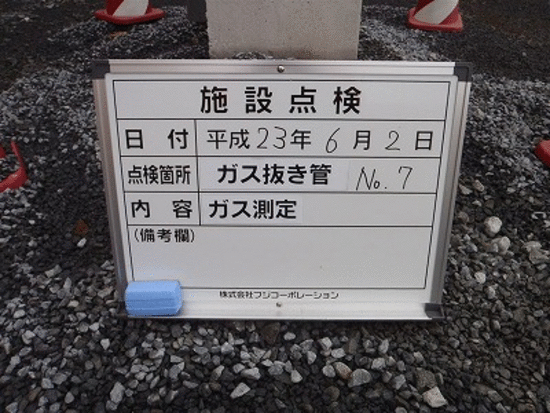 施設点検
日付 平成23年6月2日
点検箇所 ガス抜き管 No.7
内容 ガス測定
(備考欄)
株式会社フジコーポレーション